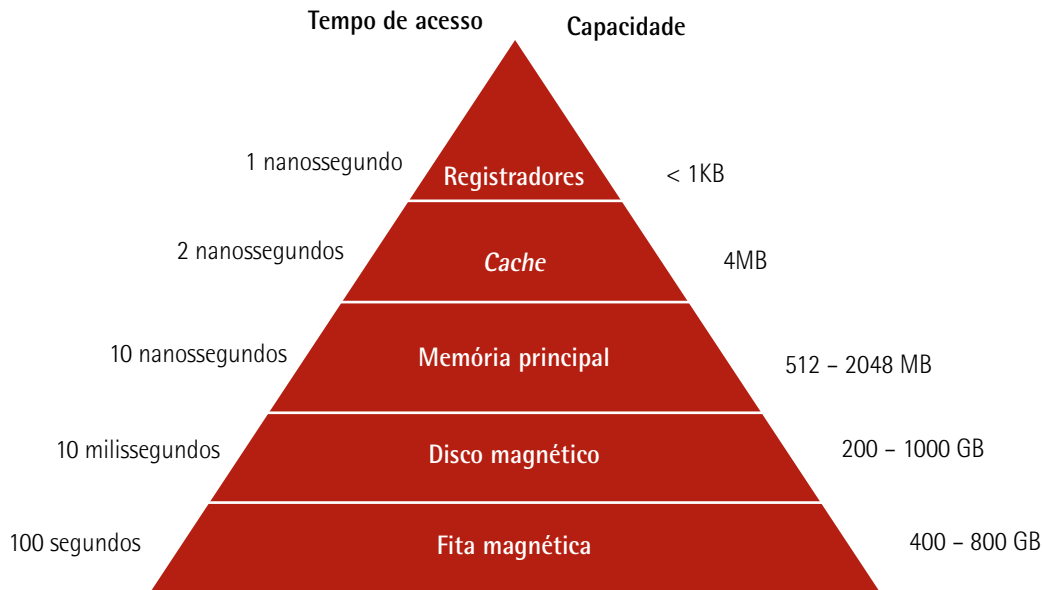 Tempo de acesso
Capacidade
1 nanossegundo
Registradores
< 1KB
2 nanossegundos
Cache
4MB
10 nanossegundos
Memória principal
512 – 2048 MB
10 milissegundos
Disco magnético
200 – 1000 GB
100 segundos
Fita magnética
400 – 800 GB